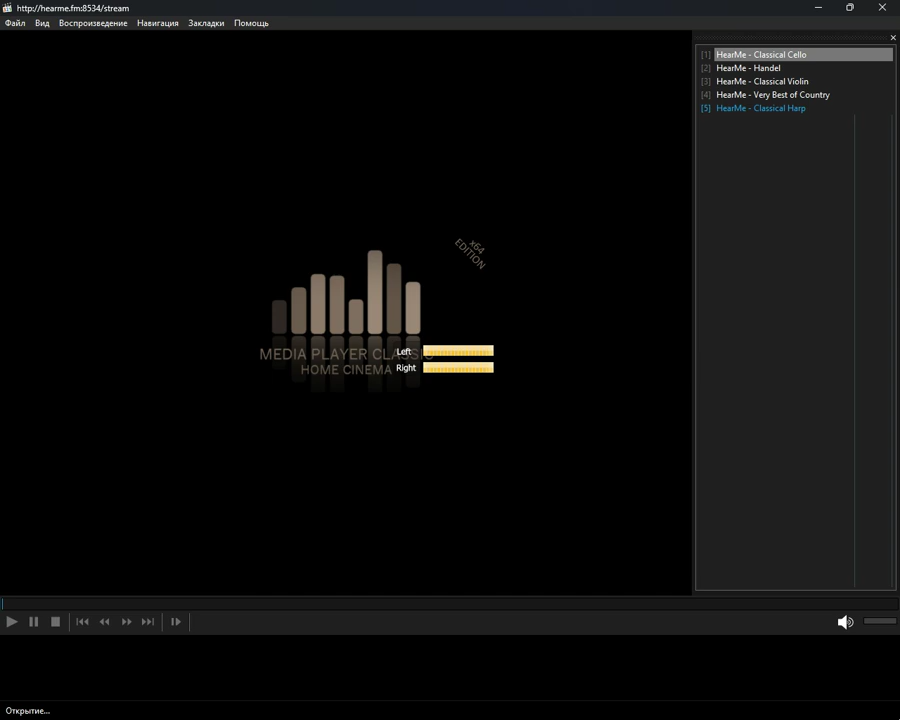 http://hearme.fm:8534/stream
Файл Вид Воспроизведение Навигация Закладки Помощь
[1] HearMe - Classical Cello
[2] HearMe - Handel
[3] HearMe - Classical Violin
[4] HearMe - Very Best of Country
[5] HearMe - Classical Harp
x64
EDITION
MEDIA PLAYER CLASSIC
HOME CINEMA
Left
Right
Открытие...